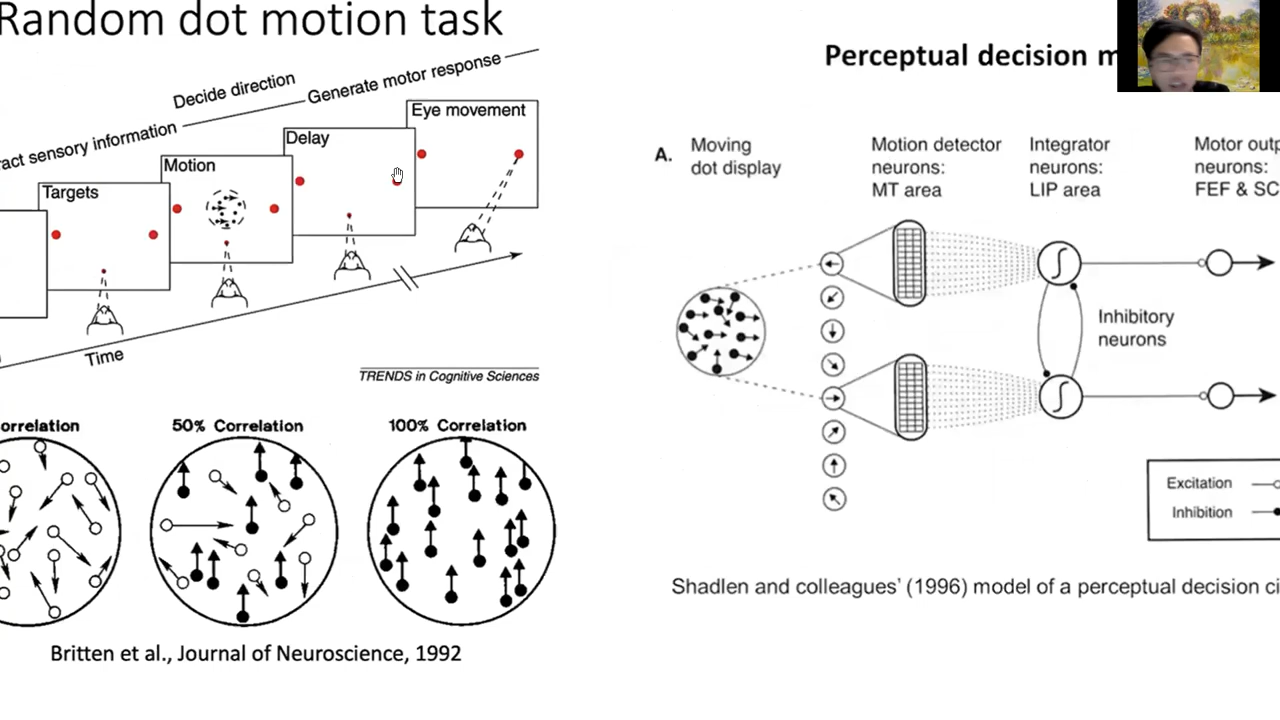 Random dot motion task
Decide direction
Generate motor response
ract sensory information
Eye movement
Delay
Motion
Targets
Time
TRENDS in Cognitive Sciences
orrelation
50% Correlation
100% Correlation
Britten et al., Journal of Neuroscience, 1992
Perceptual decision m
A.
Moving
dot display
Motion detector
neurons:
MT area
Integrator
neurons:
LIP area
Motor outp
neurons:
FEF & SC
Inhibitory
neurons
Excitation
Inhibition
Shadlen and colleagues' (1996) model of a perceptual decision ci